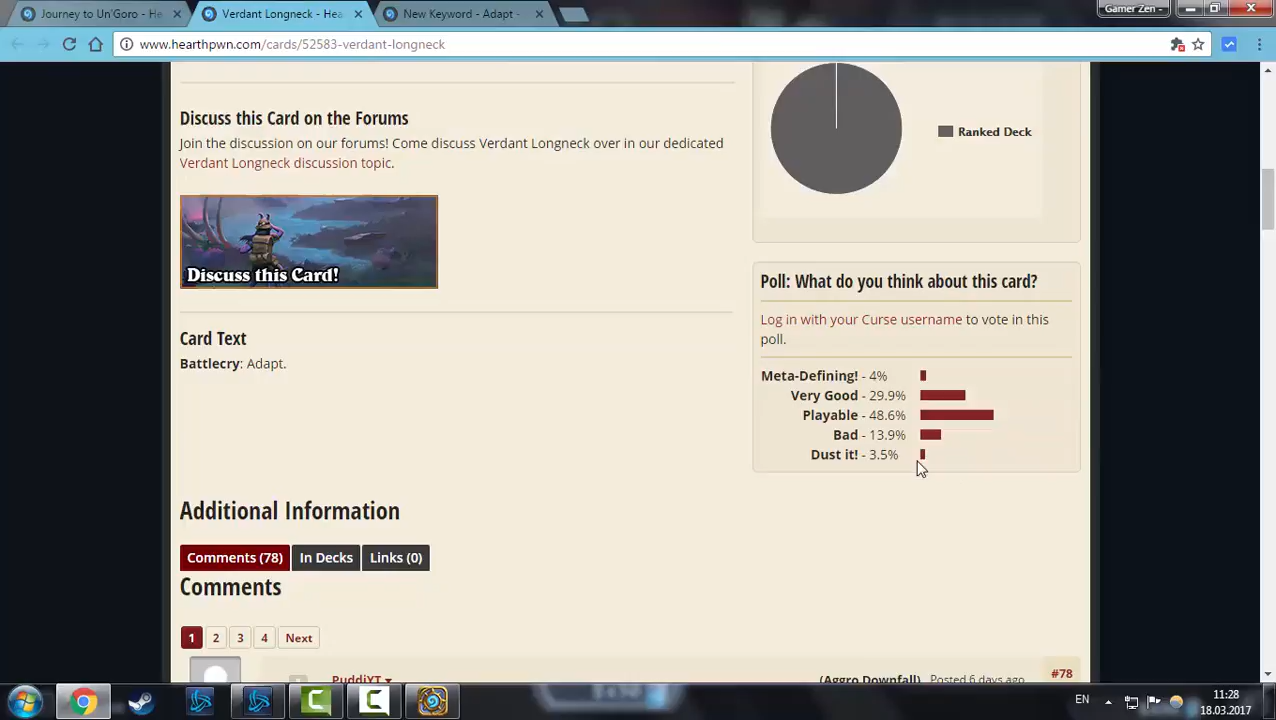 Journey to Un'Goro - He
Verdant Longneck - Hea
New Keyword - Adapt -
Gamer Zen -
www.hearthpwn.com/cards/52583-verdant-longneck
Discuss this Card on the Forums
Join the discussion on our forums! Come discuss Verdant Longneck over in our dedicated
Verdant Longneck discussion topic.
Discuss this Card!
Card Text
Battlecry: Adapt.
Ranked Deck
Poll: What do you think about this card?
Log in with your Curse username to vote in this
poll.
Meta-Defining! - 4%
Very Good - 29.9%
Playable - 48.6%
Bad - 13.9%
Dust it! - 3.5%
Additional Information
Comments (78) In Decks Links (0)
Comments
1 2 3 4 Next
PuddiYT (Aggro Downfall) Posted 6 days ago #78
EN
11:28
18.03.2017